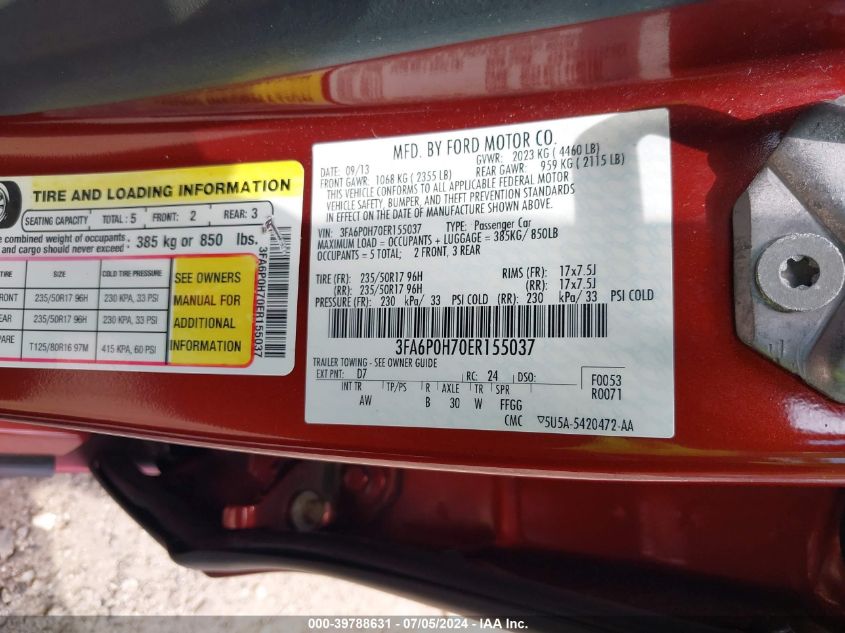 TIRE AND LOADING INFORMATION
SEATING CAPACITY TOTAL: 5 FRONT: 2 REAR: 3
combined weight of occupants
and cargo should never exceed: 385 kg or 850 lbs.
SIZE COLD TIRE PRESSURE
235/50R17 96H 230 KPA, 33 PSI
235/50R17 96H 230 KPA, 33 PSI
T125/80R16 97M 415 KPA, 60 PSI
SEE OWNERS
MANUAL FOR
ADDITIONAL
INFORMATION
3FA6P0H70ER155037
MFD. BY FORD MOTOR CO.
DATE: 09/13 GVWR: 2023 KG ( 4460 LB)
FRONT GAWR: 1068 KG ( 2355 LB) REAR GAWR: 959 KG ( 2115 LB)
THIS VEHICLE CONFORMS TO ALL APPLICABLE FEDERAL MOTOR
VEHICLE SAFETY, BUMPER, AND THEFT PREVENTION STANDARDS
IN EFFECT ON THE DATE OF MANUFACTURE SHOWN ABOVE.
VIN: 3FA6P0H70ER155037 TYPE: Passenger Car
MAXIMUM LOAD = OCCUPANTS + LUGGAGE = 385KG/ 850LB
OCCUPANTS = 5 TOTAL; 2 FRONT, 3 REAR
TIRE (FR): 235/50R17 96H RIMS (FR): 17x7.5J
(RR): 235/50R17 96H (RR): 17x7.5J
PRESSURE (FR): 230 kPa/ 33 PSI COLD (RR): 230 kPa/ 33 PSI COLD
3FA6P0H70ER155037
TRAILER TOWING - SEE OWNER GUIDE
EXT PNT: D7 RC: 24 DSO: F0053
INT TR TP/PS R AXLE TR SPR R0071
AW B 30 W FFGG
CMC ▽5U5A-5420472-AA
000-39788631 - 07/05/2024 - IAAI.com